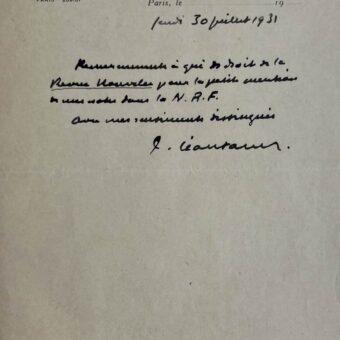 Paris, le 19
jeudi 30 juillet 1931
Remerciements à qui de droit de la
Revue Nouvelle pour la petite mention
de mes notes dans la N.R.F.
Avec mes sentiments distingués
P. Léautaud.